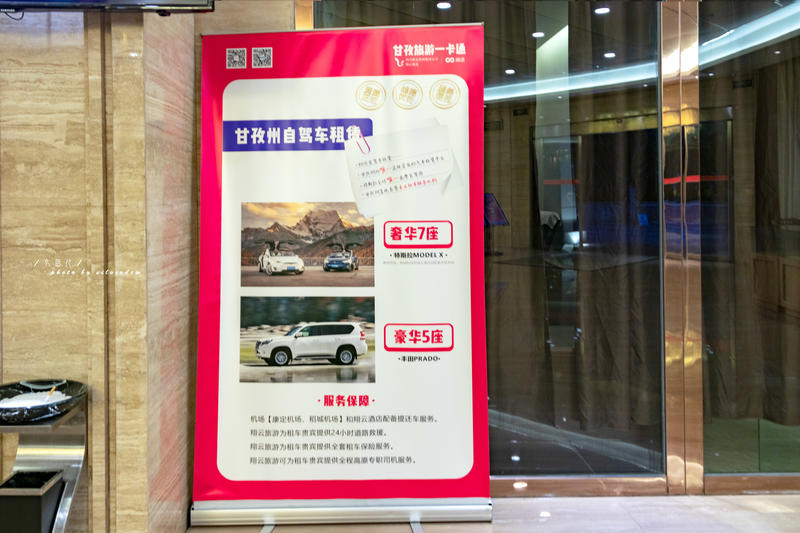 甘孜旅游一卡通
甘孜州自驾车租赁
奢华7座
·特斯拉MODEL X·
豪华5座
·丰田PRADO·
·服务保障·
机场【康定机场、稻城机场】和翔云酒店配备提还车服务。
翔云旅游为租车贵宾提供24小时道路救援。
翔云旅游为租车贵宾提供全套租车保险服务。
翔云旅游可为租车贵宾提供全程高原专职司机服务。
photo by